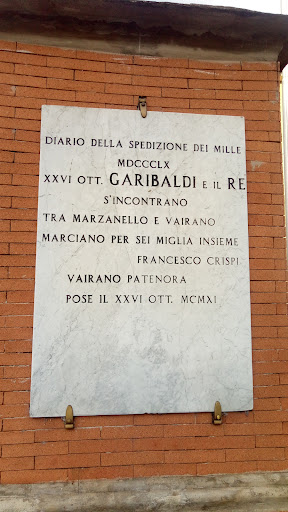 DIARIO DELLA SPEDIZIONE DEI MILLE
MDCCCLX
XXVI OTT. GARIBALDI E IL RE
S'INCONTRANO
TRA MARZANELLO E VAIRANO
MARCIANO PER SEI MIGLIA INSIEME
FRANCESCO CRISPI
VAIRANO PATENORA
POSE IL XXVI OTT. MCMXI